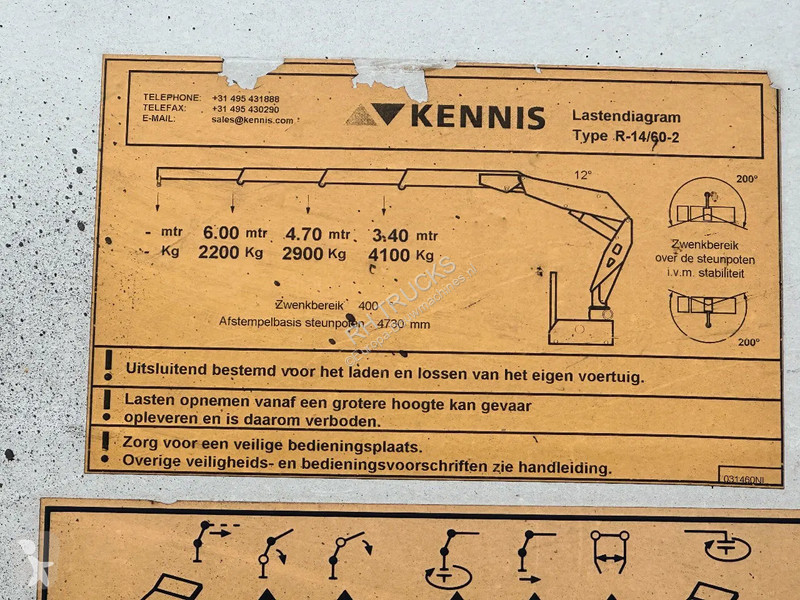 TELEPHONE: +31 495 431888
TELEFAX: +31 495 430290
E-MAIL: sales@kennis.com
KENNIS
Lastendiagram
Type R-14/60-2
12°
200°
- mtr 6.00 mtr 4.70 mtr 3.40 mtr
- Kg 2200 Kg 2900 Kg 4100 Kg
Zwenkbereik
over de steunpoten
i.v.m. stabiliteit
Zwenkbereik 400
Afstempelbasis steunpoten 4730 mm
200°
! Uitsluitend bestemd voor het laden en lossen van het eigen voertuig.
! Lasten opnemen vanaf een grotere hoogte kan gevaar
opleveren en is daarom verboden.
! Zorg voor een veilige bedieningsplaats.
Overige veiligheids- en bedieningsvoorschriften zie handleiding.
031460NL
RH TRUCKS